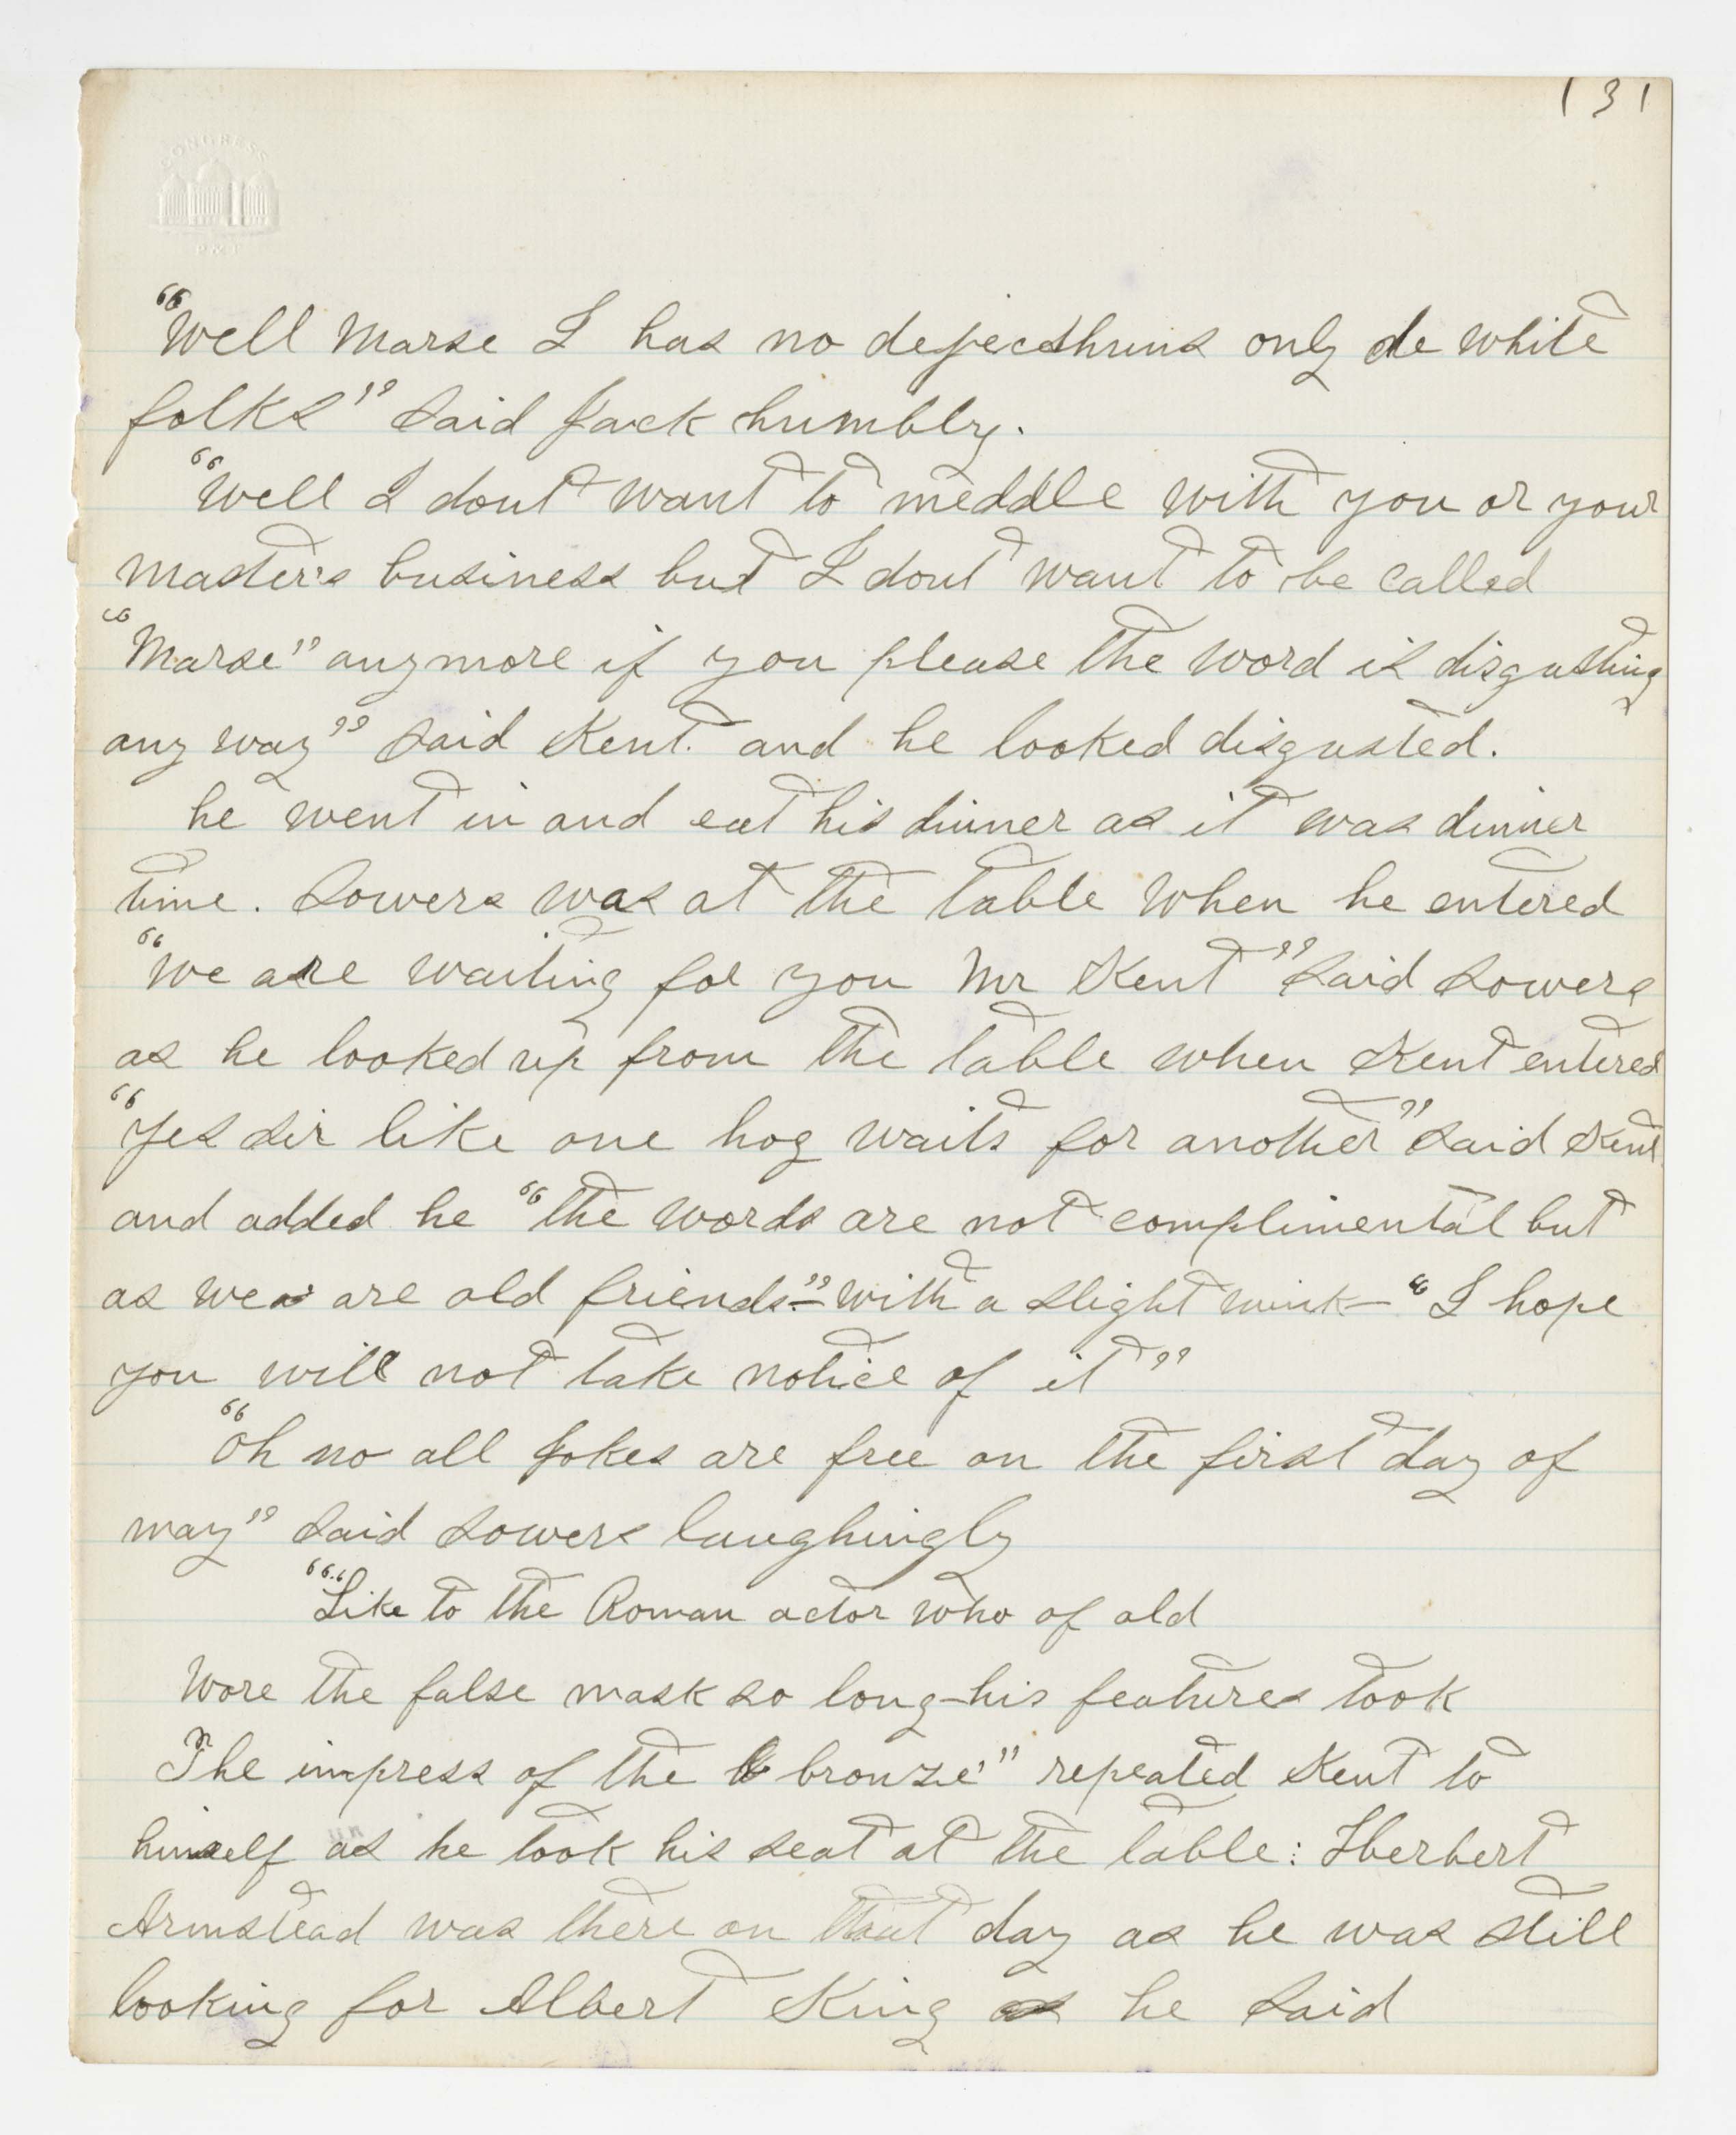 131
CONGRESS
P & P
"Well Marse I has no dejecthuns only de white
folks" said Jack humbly.
"Well I dont want to meddle with you or your
master's business but I dont want to be called
"Marse" anymore if you please the word is disgusting
any way" said Kent. and he looked disgusted.
he went in and eat his dinner as it was dinner
time. Sowers was at the table when he entered
"We are waiting for you Mr Kent" said Sowers
as he looked up from the table when Kent entered
"Yes sir like one hog waits for another" said Kent
and added he "the words are not complimental but
as we are old friends"—with a slight wink—"I hope
you will not take notice of it"
"Oh no all jokes are free on the first day of
may" said Sowers laughingly
"'Like to the Roman actor who of old
Wore the false mask so long—his features took
The impress of the bronze'" repeated Kent to
himself as he took his seat at the table: Herbert
Armstead was there on that day as he was still
looking for Albert King as he said